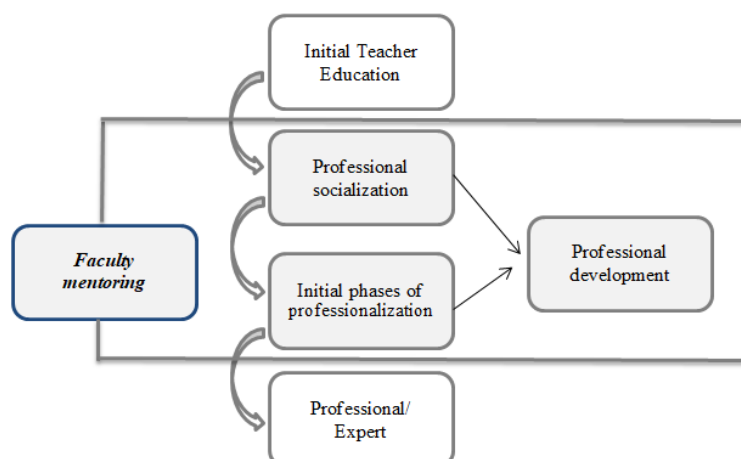 Initial Teacher
Education
Professional
socialization
Faculty
mentoring
Professional
development
Initial phases of
professionalization
Professional/
Expert